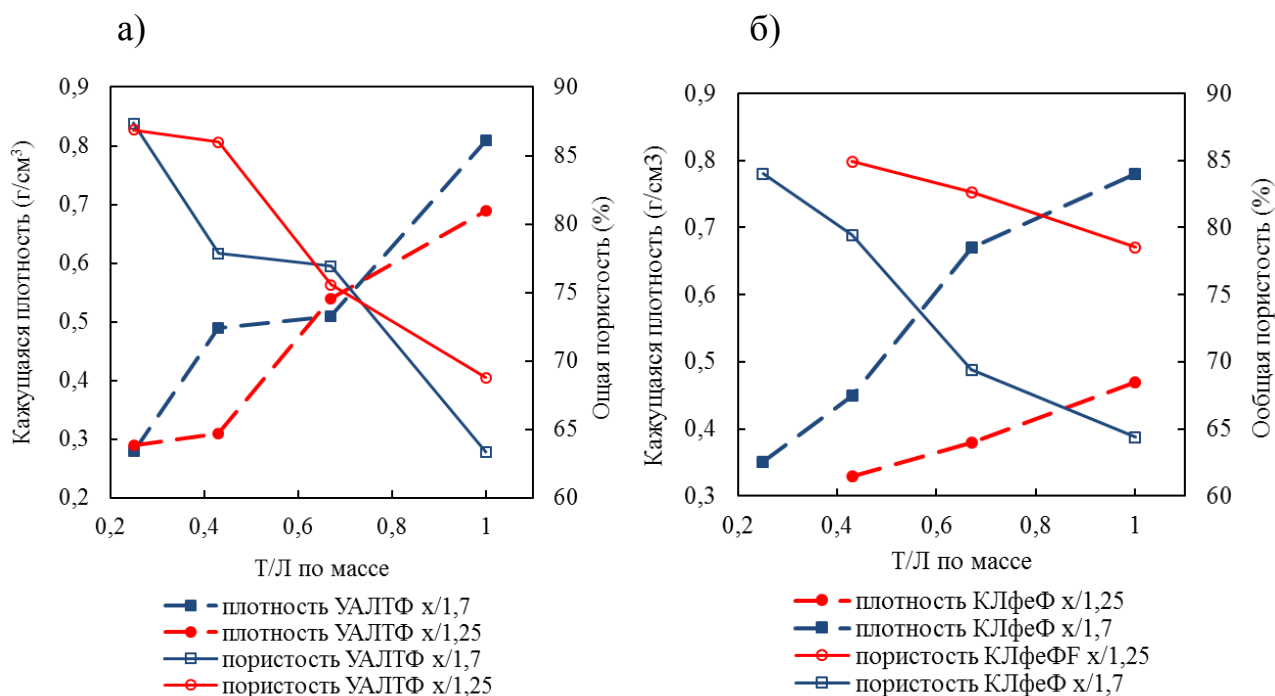 а)
Кажущаяся плотность (г/см³)
0,9
0,8
0,7
0,6
0,5
0,4
0,3
0,2
90
85
80
75
70
65
60
Ощая пористость (%)
0,2 0,4 0,6 0,8 1
Т/Л по массе
плотность УАЛТФ х/1,7
плотность УАЛТФ х/1,25
пористость УАЛТФ х/1,7
пористость УАЛТФ х/1,25
б)
Кажущаяся плотность (г/см3)
0,9
0,8
0,7
0,6
0,5
0,4
0,3
90
85
80
75
70
65
60
Ообщая пористость (%)
0,2 0,4 0,6 0,8 1
Т/Л по массе
плотность КЛфеФ х/1,25
плотность КЛфеФ х/1,7
пористость КЛфеФF х/1,25
пористость КЛфеФ х/1,7